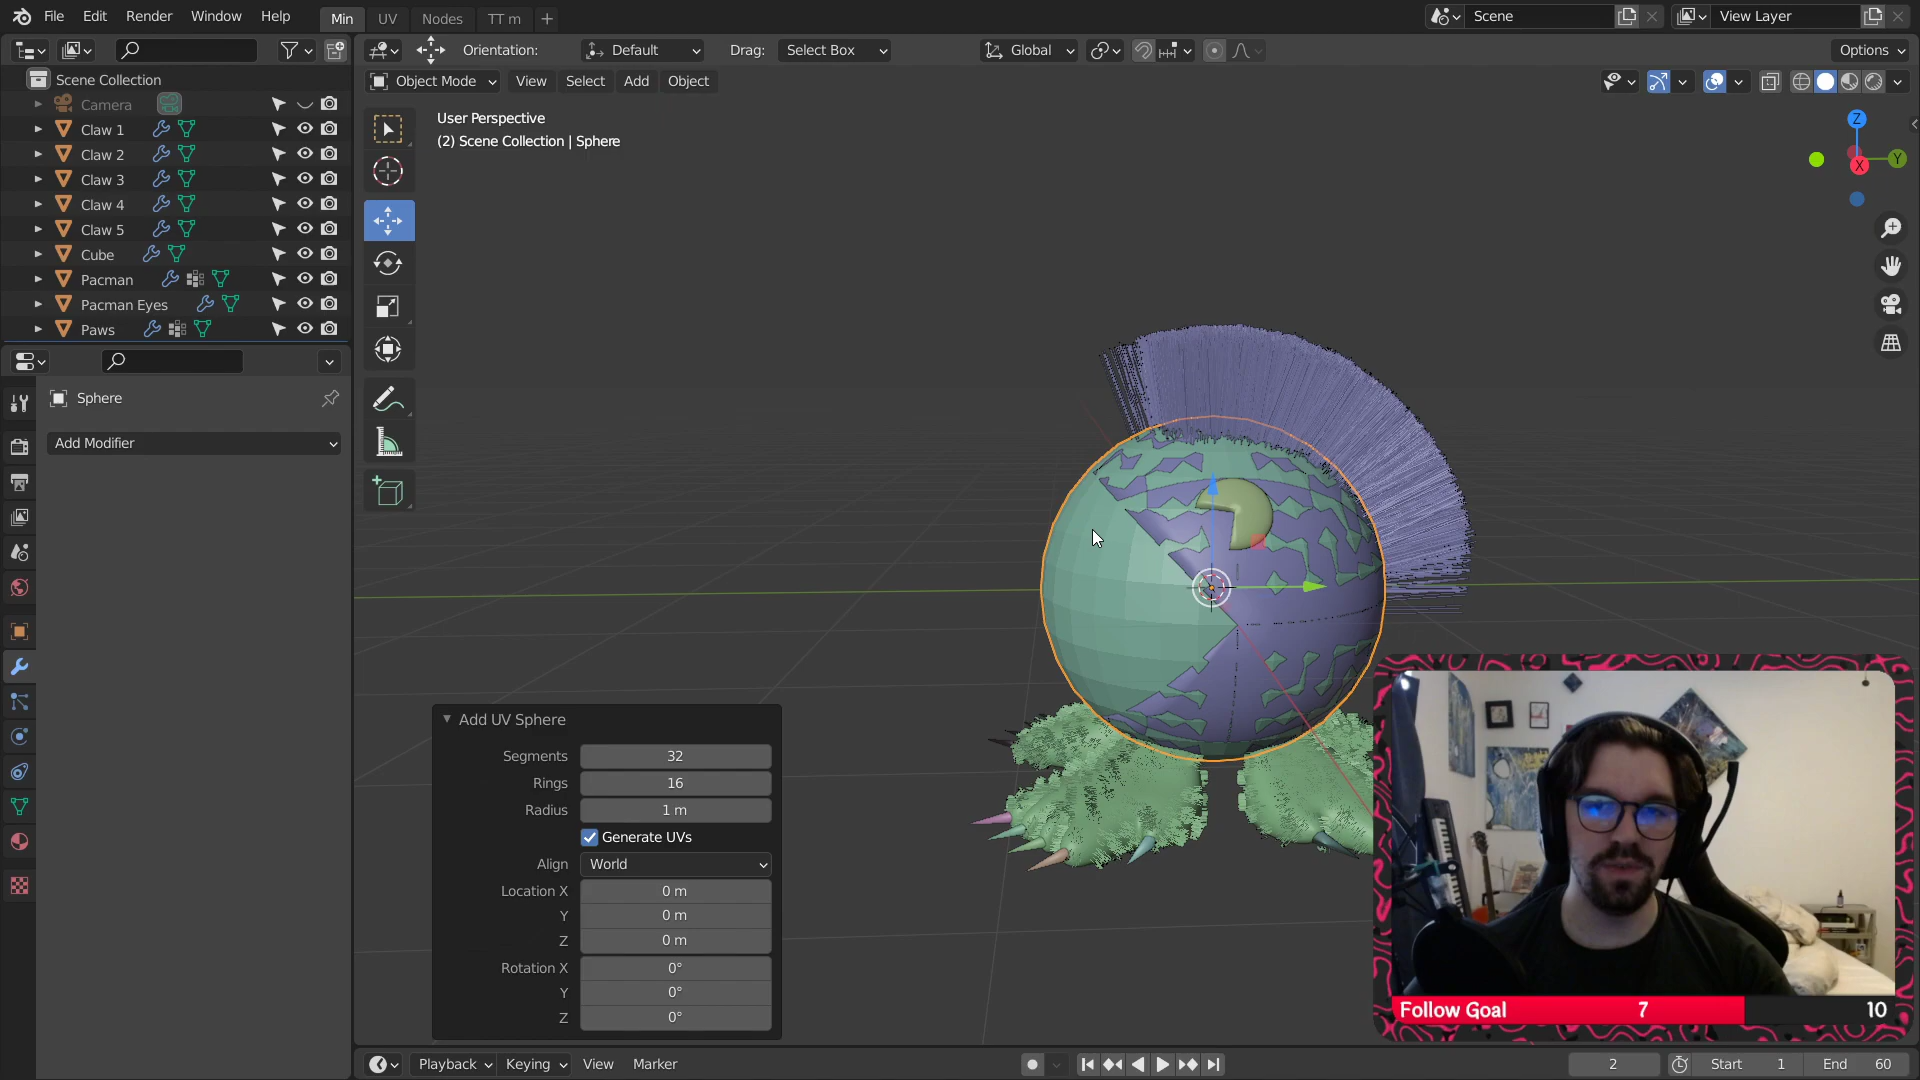 File Edit Render Window Help Min UV Nodes TT m + Scene View Layer
Orientation: Default Drag: Select Box Global Options
Object Mode View Select Add Object
Scene Collection
Camera
Claw 1
Claw 2
Claw 3
Claw 4
Claw 5
Cube
Pacman
Pacman Eyes
Paws
User Perspective
(2) Scene Collection | Sphere
Z
Y
X
Sphere
Add Modifier
Add UV Sphere
Segments 32
Rings 16
Radius 1 m
Generate UVs
Align World
Location X 0 m
Y 0 m
Z 0 m
Rotation X 0°
Y 0°
Z 0°
Follow Goal 7 10
Playback Keying View Marker 2 Start 1 End 60